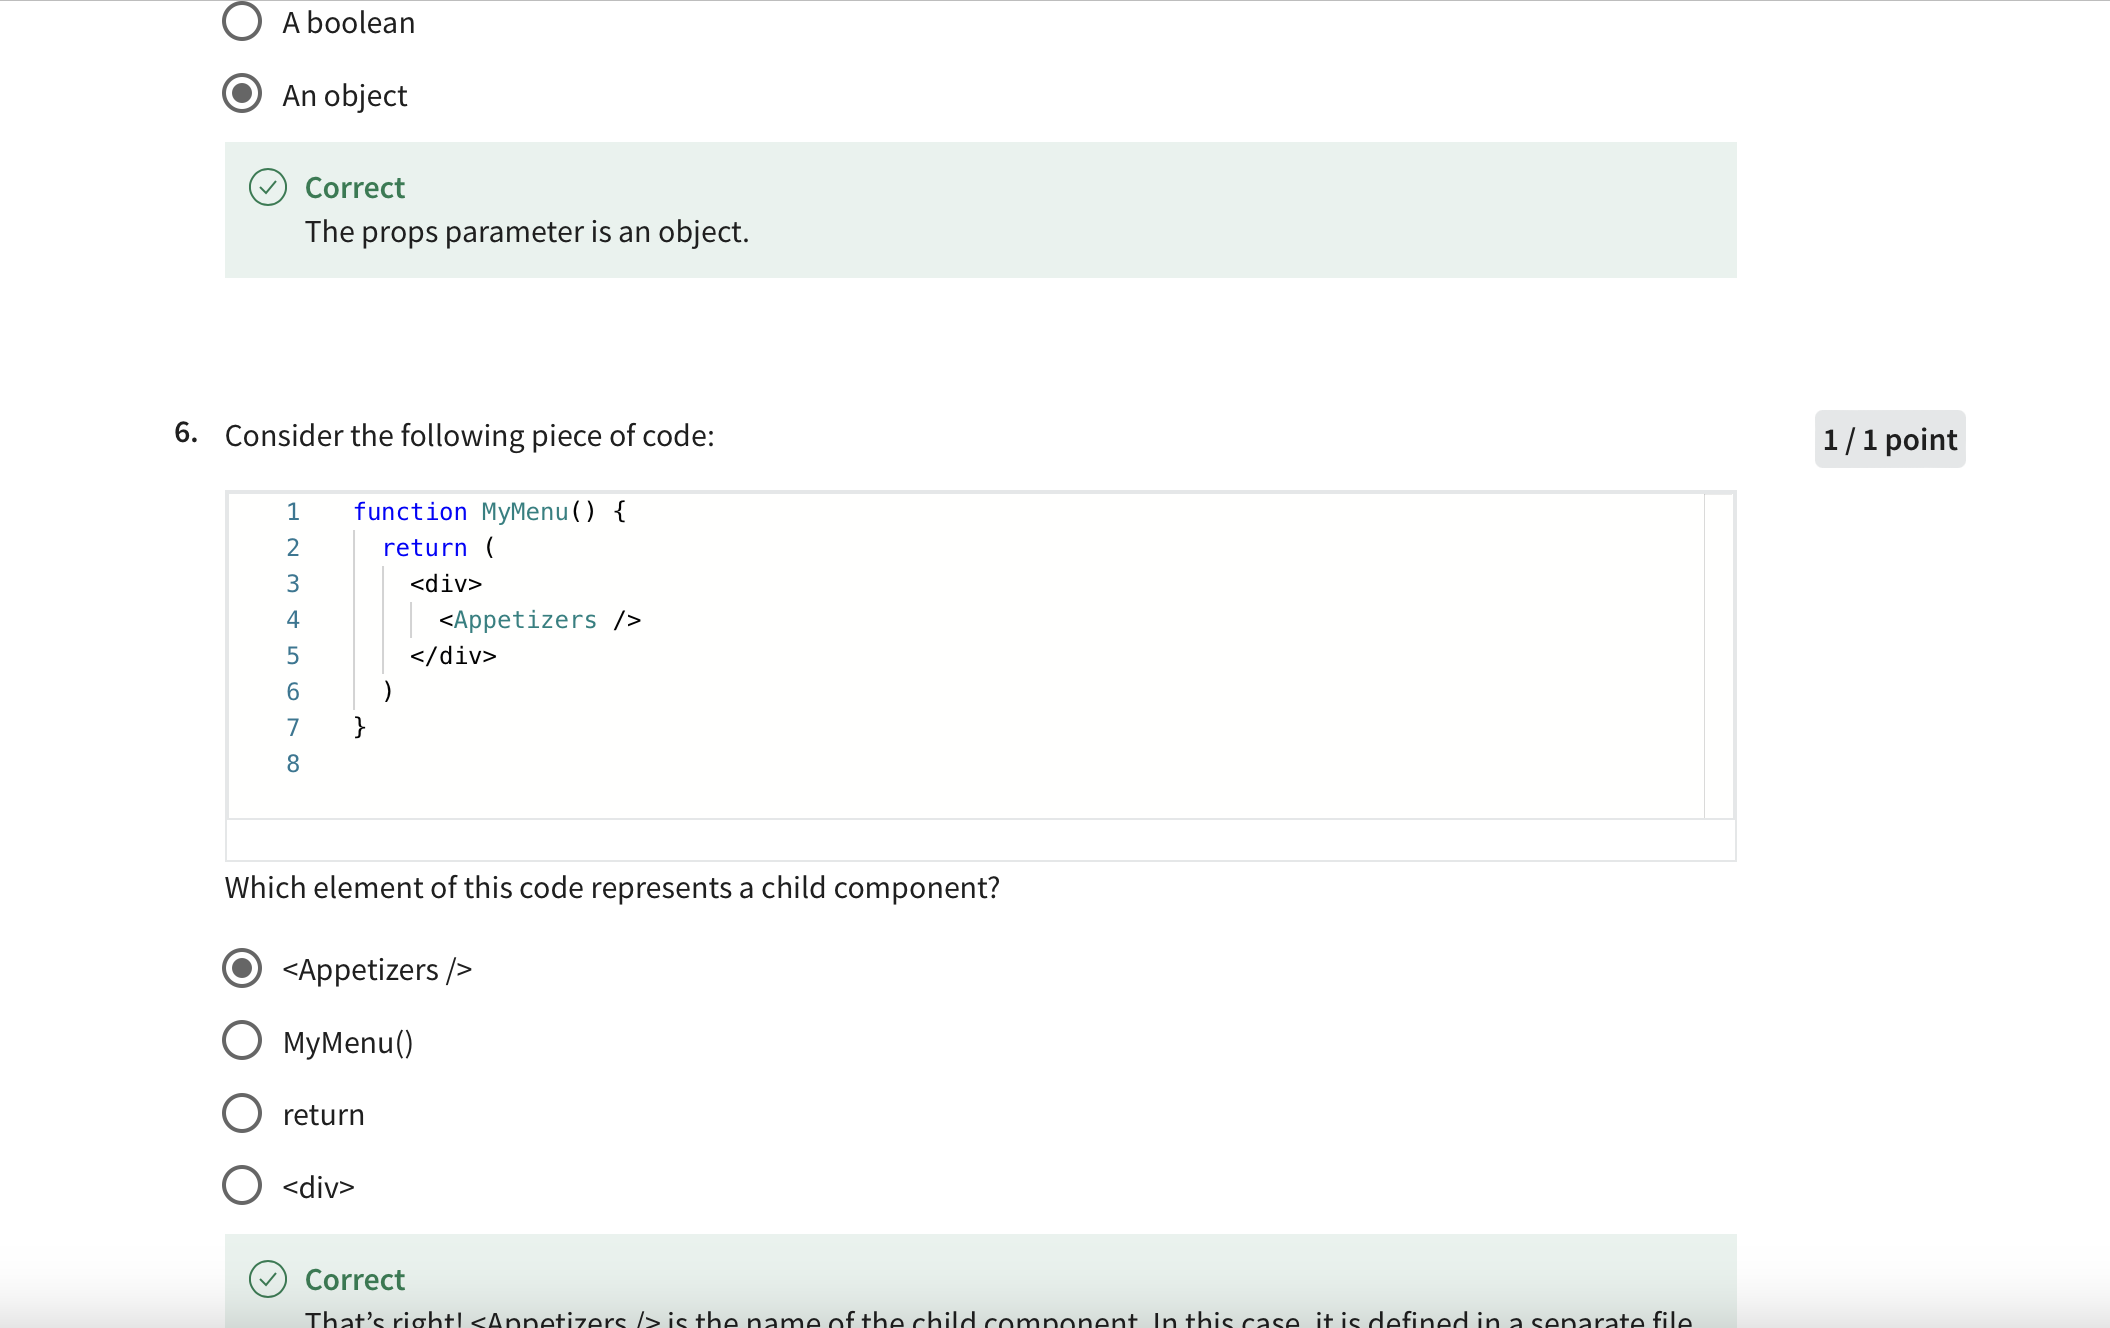 A boolean
An object
Correct
The props parameter is an object.
6. Consider the following piece of code:
1 / 1 point
1 function MyMenu() {
2 return (
3 <div>
4 <Appetizers />
5 </div>
6 )
7 }
8
Which element of this code represents a child component?
<Appetizers />
MyMenu()
return
<div>
Correct
That’s right! <Appetizers /> is the name of the child component. In this case, it is defined in a separate file